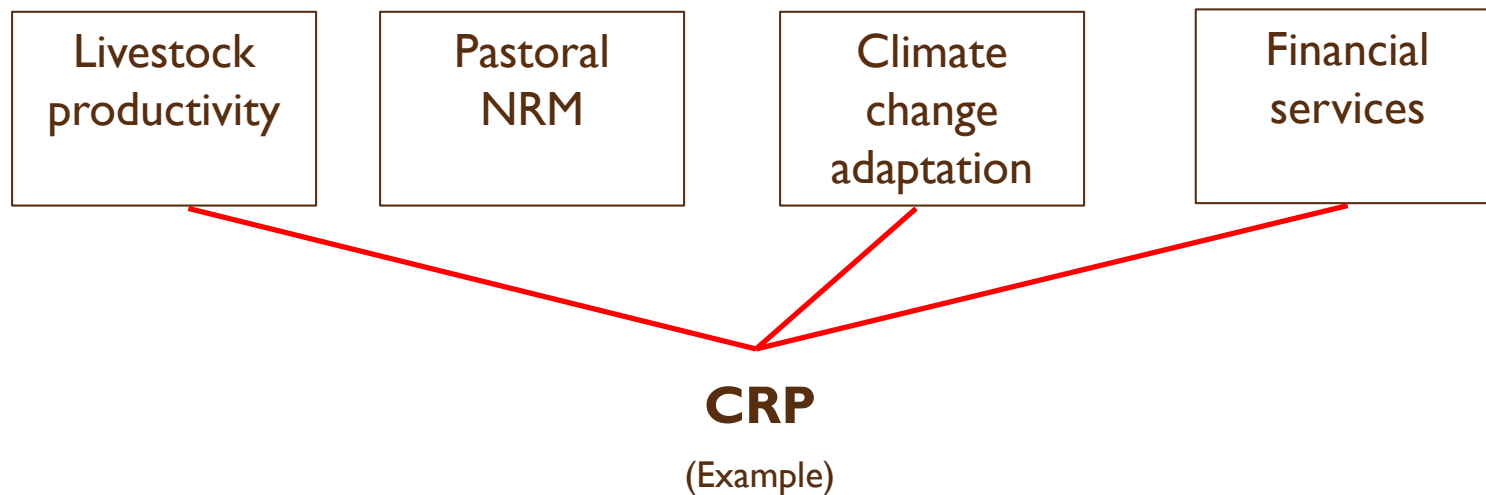 Livestock
productivity
Pastoral
NRM
Climate
change
adaptation
Financial
services
CRP
(Example)